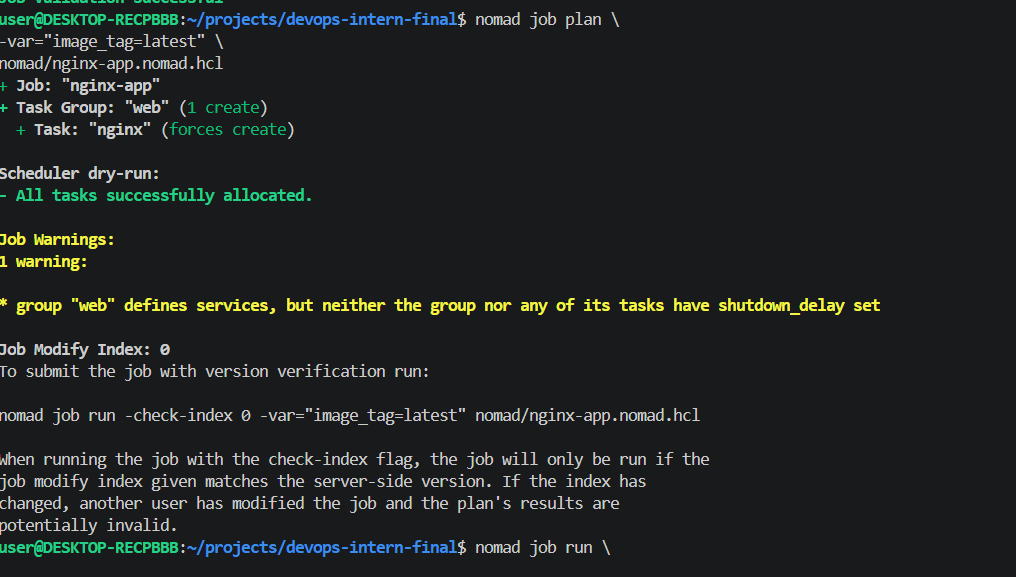 Job validation successful
user@DESKTOP-RECPBBB:~/projects/devops-intern-final$ nomad job plan \
-var="image_tag=latest" \
nomad/nginx-app.nomad.hcl
+ Job: "nginx-app"
+ Task Group: "web" (1 create)
  + Task: "nginx" (forces create)
Scheduler dry-run:
- All tasks successfully allocated.
Job Warnings:
1 warning:
* group "web" defines services, but neither the group nor any of its tasks have shutdown_delay set
Job Modify Index: 0
To submit the job with version verification run:
nomad job run -check-index 0 -var="image_tag=latest" nomad/nginx-app.nomad.hcl
When running the job with the check-index flag, the job will only be run if the
job modify index given matches the server-side version. If the index has
changed, another user has modified the job and the plan's results are
potentially invalid.
user@DESKTOP-RECPBBB:~/projects/devops-intern-final$ nomad job run \